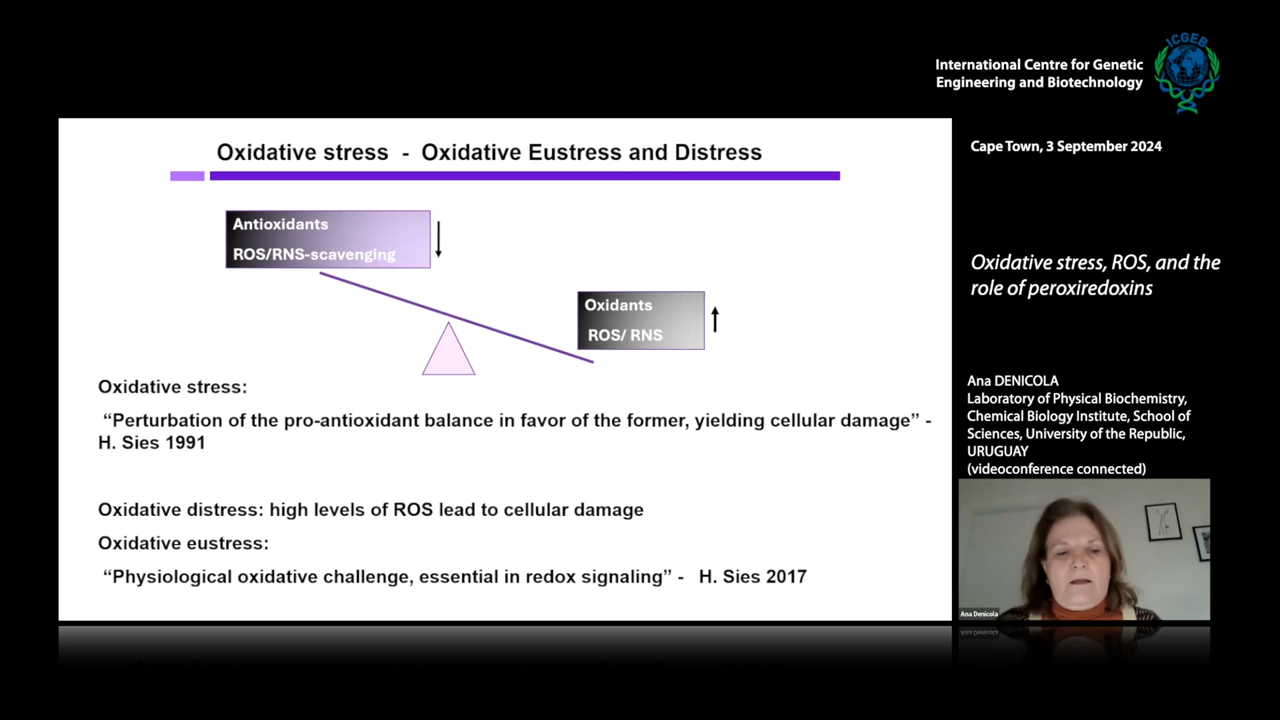 ICGEB
International Centre for Genetic
Engineering and Biotechnology
Cape Town, 3 September 2024
Oxidative stress, ROS, and the
role of peroxiredoxins
Ana DENICOLA
Laboratory of Physical Biochemistry,
Chemical Biology Institute, School of
Sciences, University of the Republic,
URUGUAY
(videoconference connected)
Ana Denicola
Oxidative stress - Oxidative Eustress and Distress
Antioxidants
ROS/RNS-scavenging
Oxidants
ROS/ RNS
Oxidative stress:
“Perturbation of the pro-antioxidant balance in favor of the former, yielding cellular damage” -
H. Sies 1991
Oxidative distress: high levels of ROS lead to cellular damage
Oxidative eustress:
“Physiological oxidative challenge, essential in redox signaling” - H. Sies 2017